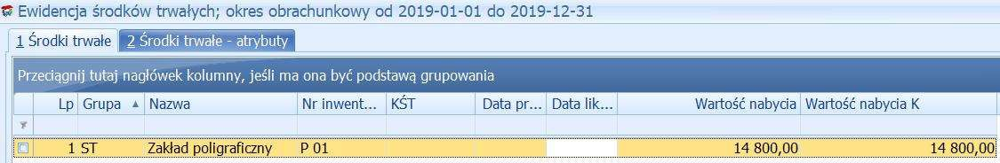 Ewidencja środków trwałych; okres obrachunkowy od 2019-01-01 do 2019-12-31
1 Środki trwałe 2 Środki trwałe - atrybuty
Przeciągnij tutaj nagłówek kolumny, jeśli ma ona być podstawą grupowania
Lp Grupa Nazwa Nr inwent... KŚT Data pr... Data lik... Wartość nabycia Wartość nabycia K
1 ST Zakład poligraficzny P 01 14 800,00 14 800,00